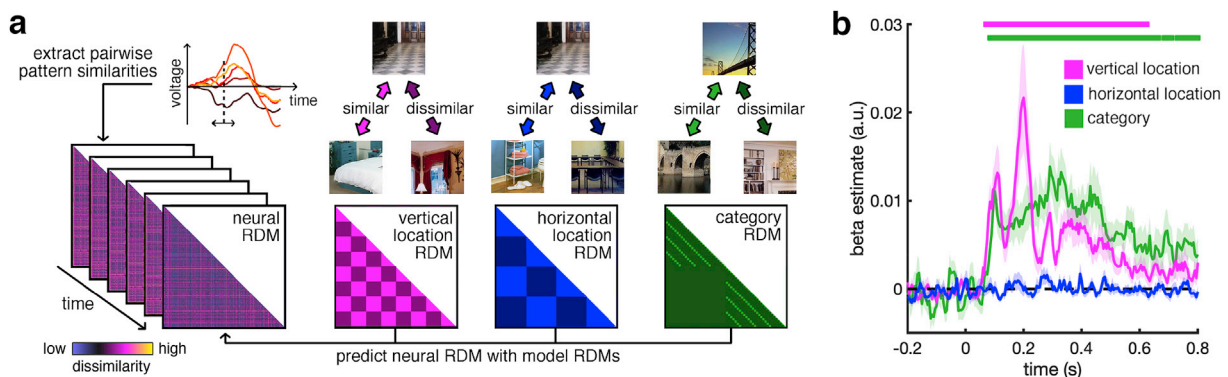 a
extract pairwise
pattern similarities
voltage
time
similar dissimilar
similar dissimilar
similar dissimilar
neural
RDM
vertical
location
RDM
horizontal
location
RDM
category
RDM
time
low high
dissimilarity
predict neural RDM with model RDMs
b
0.03
0.02
0.01
0
beta estimate (a.u.)
vertical location
horizontal location
category
-0.2 0 0.2 0.4 0.6 0.8
time (s)